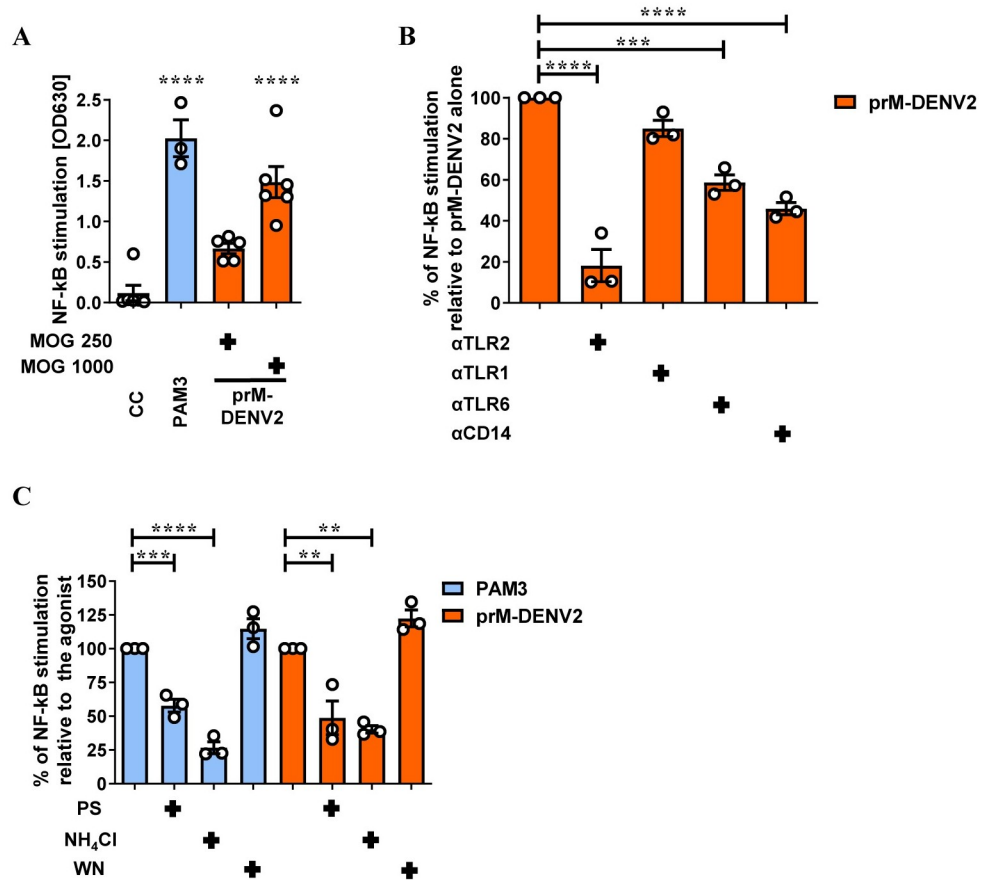 A
NF-kB stimulation [OD630]
2.5
2.0
1.5
1.0
0.5
0.0
**** ****
MOG 250
MOG 1000
CC
PAM3
prM-
DENV2
B
% of NF-kB stimulation
relative to prM-DENV2 alone
100
80
60
40
20
0
****
***
****
prM-DENV2
αTLR2
αTLR1
αTLR6
αCD14
C
% of NF-kB stimulation
relative to the agonist
150
125
100
75
50
25
0
**** **
*** **
PAM3
prM-DENV2
PS
NH₄Cl
WN